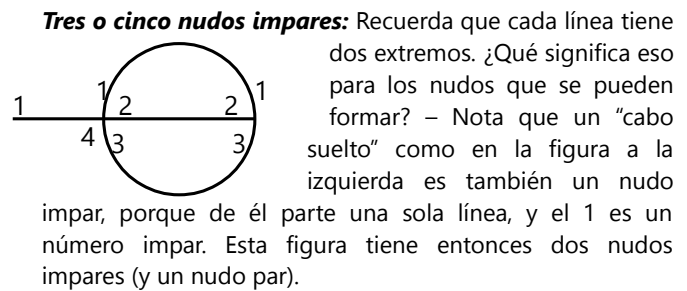 Tres o cinco nudos impares: Recuerda que cada línea tiene
dos extremos. ¿Qué significa eso
para los nudos que se pueden
formar? – Nota que un “cabo
suelto” como en la figura a la
izquierda es también un nudo
impar, porque de él parte una sola línea, y el 1 es un
número impar. Esta figura tiene entonces dos nudos
impares (y un nudo par).
1 1
1 2 2
4 3 3